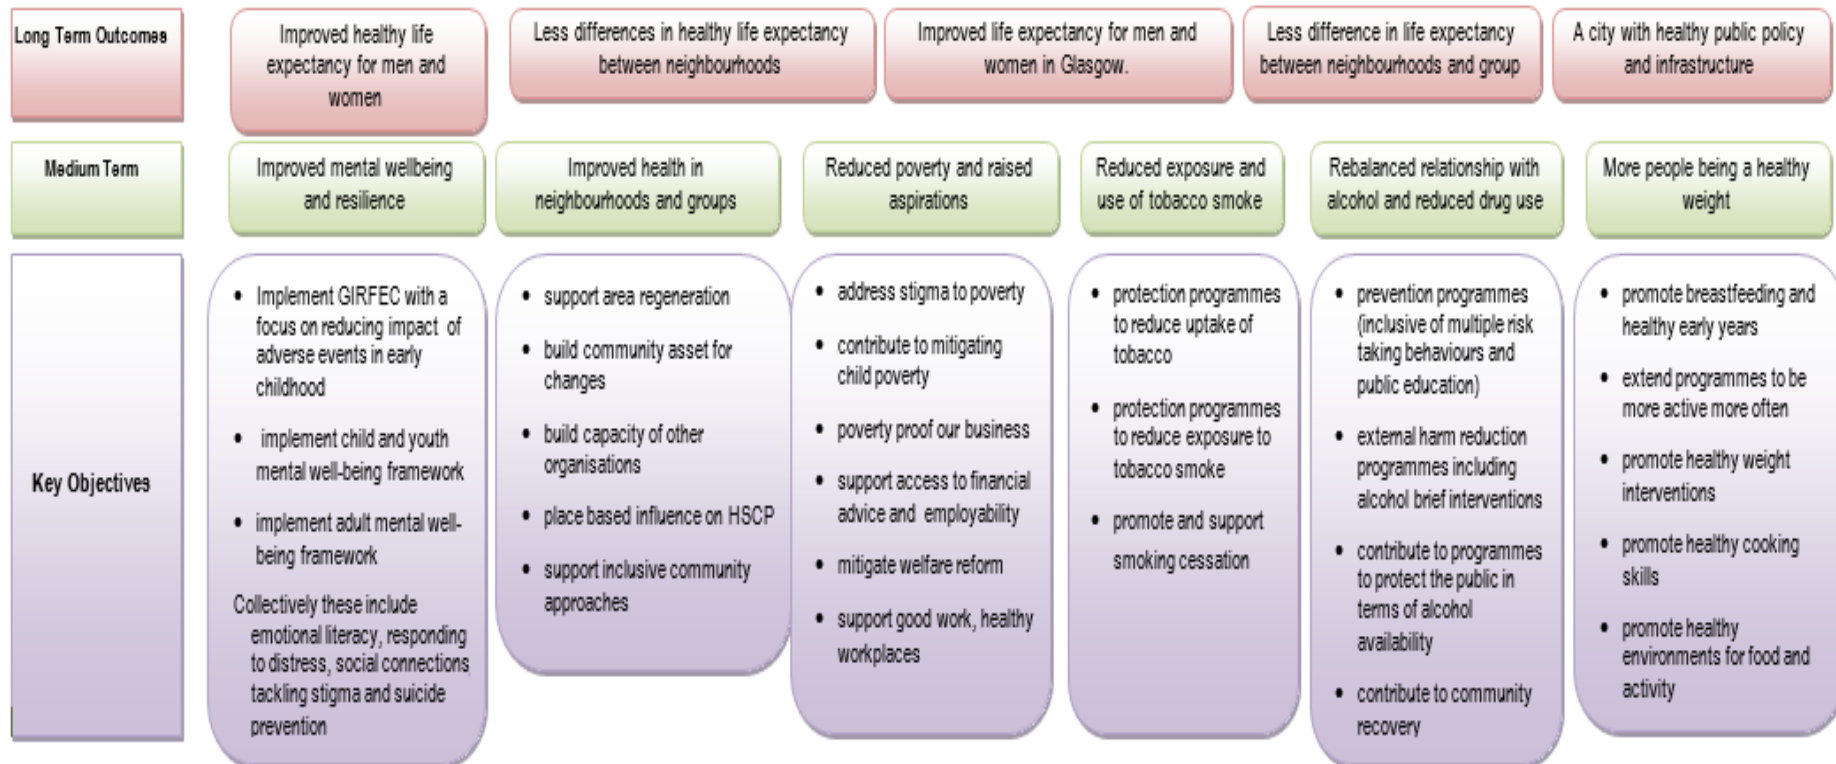 Long Term Outcomes
Improved healthy life
expectancy for men and
women
Less differences in healthy life expectancy
between neighbourhoods
Improved life expectancy for men and
women in Glasgow.
Less difference in life expectancy
between neighbourhoods and group
A city with healthy public policy
and infrastructure
Medium Term
Improved mental wellbeing
and resilience
Improved health in
neighbourhoods and groups
Reduced poverty and raised
aspirations
Reduced exposure and
use of tobacco smoke
Rebalanced relationship with
alcohol and reduced drug use
More people being a healthy
weight
Key Objectives
• Implement GIRFEC with a
focus on reducing impact of
adverse events in early
childhood
• implement child and youth
mental well-being framework
• implement adult mental well-
being framework
Collectively these include
emotional literacy, responding
to distress, social connections,
tackling stigma and suicide
prevention
• support area regeneration
• build community asset for
changes
• build capacity of other
organisations
• place based influence on HSCP
• support inclusive community
approaches
• address stigma to poverty
• contribute to mitigating
child poverty
• poverty proof our business
• support access to financial
advice and employability
• mitigate welfare reform
• support good work, healthy
workplaces
• protection programmes
to reduce uptake of
tobacco
• protection programmes
to reduce exposure to
tobacco smoke
• promote and support
smoking cessation
• prevention programmes
(inclusive of multiple risk
taking behaviours and
public education)
• external harm reduction
programmes including
alcohol brief interventions
• contribute to programmes
to protect the public in
terms of alcohol
availability
• contribute to community
recovery
• promote breastfeeding and
healthy early years
• extend programmes to be
more active more often
• promote healthy weight
interventions
• promote healthy cooking
skills
• promote healthy
environments for food and
activity